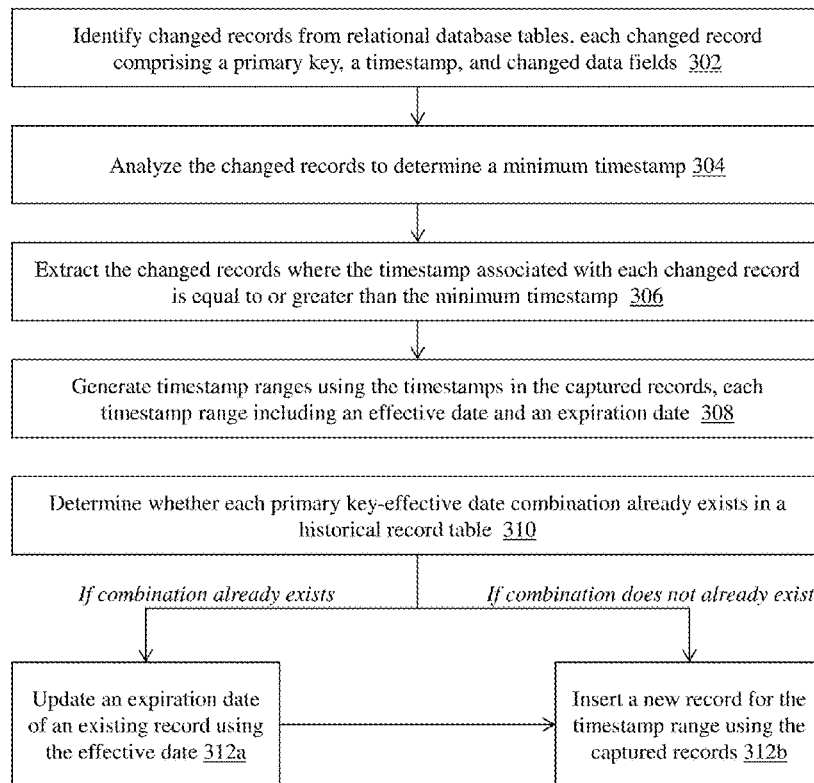 Identify changed records from relational database tables, each changed record
comprising a primary key, a timestamp, and changed data fields 302
Analyze the changed records to determine a minimum timestamp 304
Extract the changed records where the timestamp associated with each changed record
is equal to or greater than the minimum timestamp 306
Generate timestamp ranges using the timestamps in the captured records, each
timestamp range including an effective date and an expiration date 308
Determine whether each primary key-effective date combination already exists in a
historical record table 310
If combination already exists
If combination does not already exist
Update an expiration date
of an existing record using
the effective date 312a
Insert a new record for the
timestamp range using the
captured records 312b